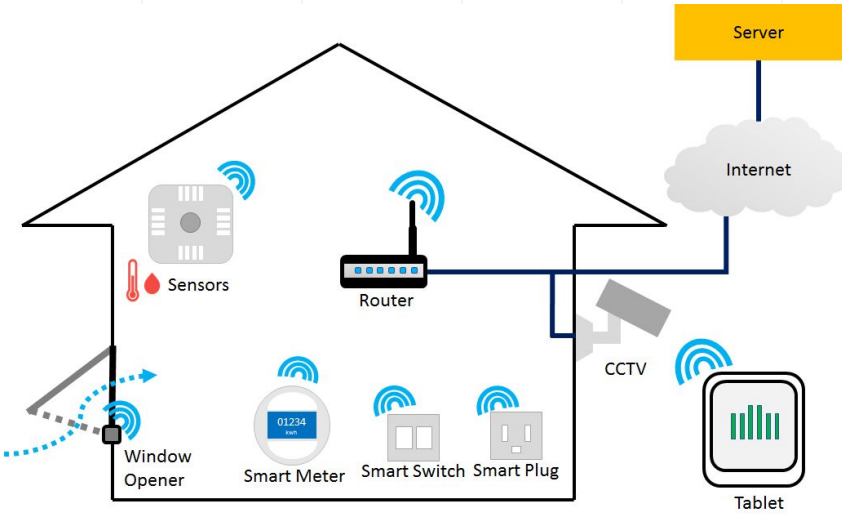 Server
Internet
Sensors
Router
CCTV
01234
kwh
Window
Opener
Smart Meter
Smart Switch
Smart Plug
Tablet